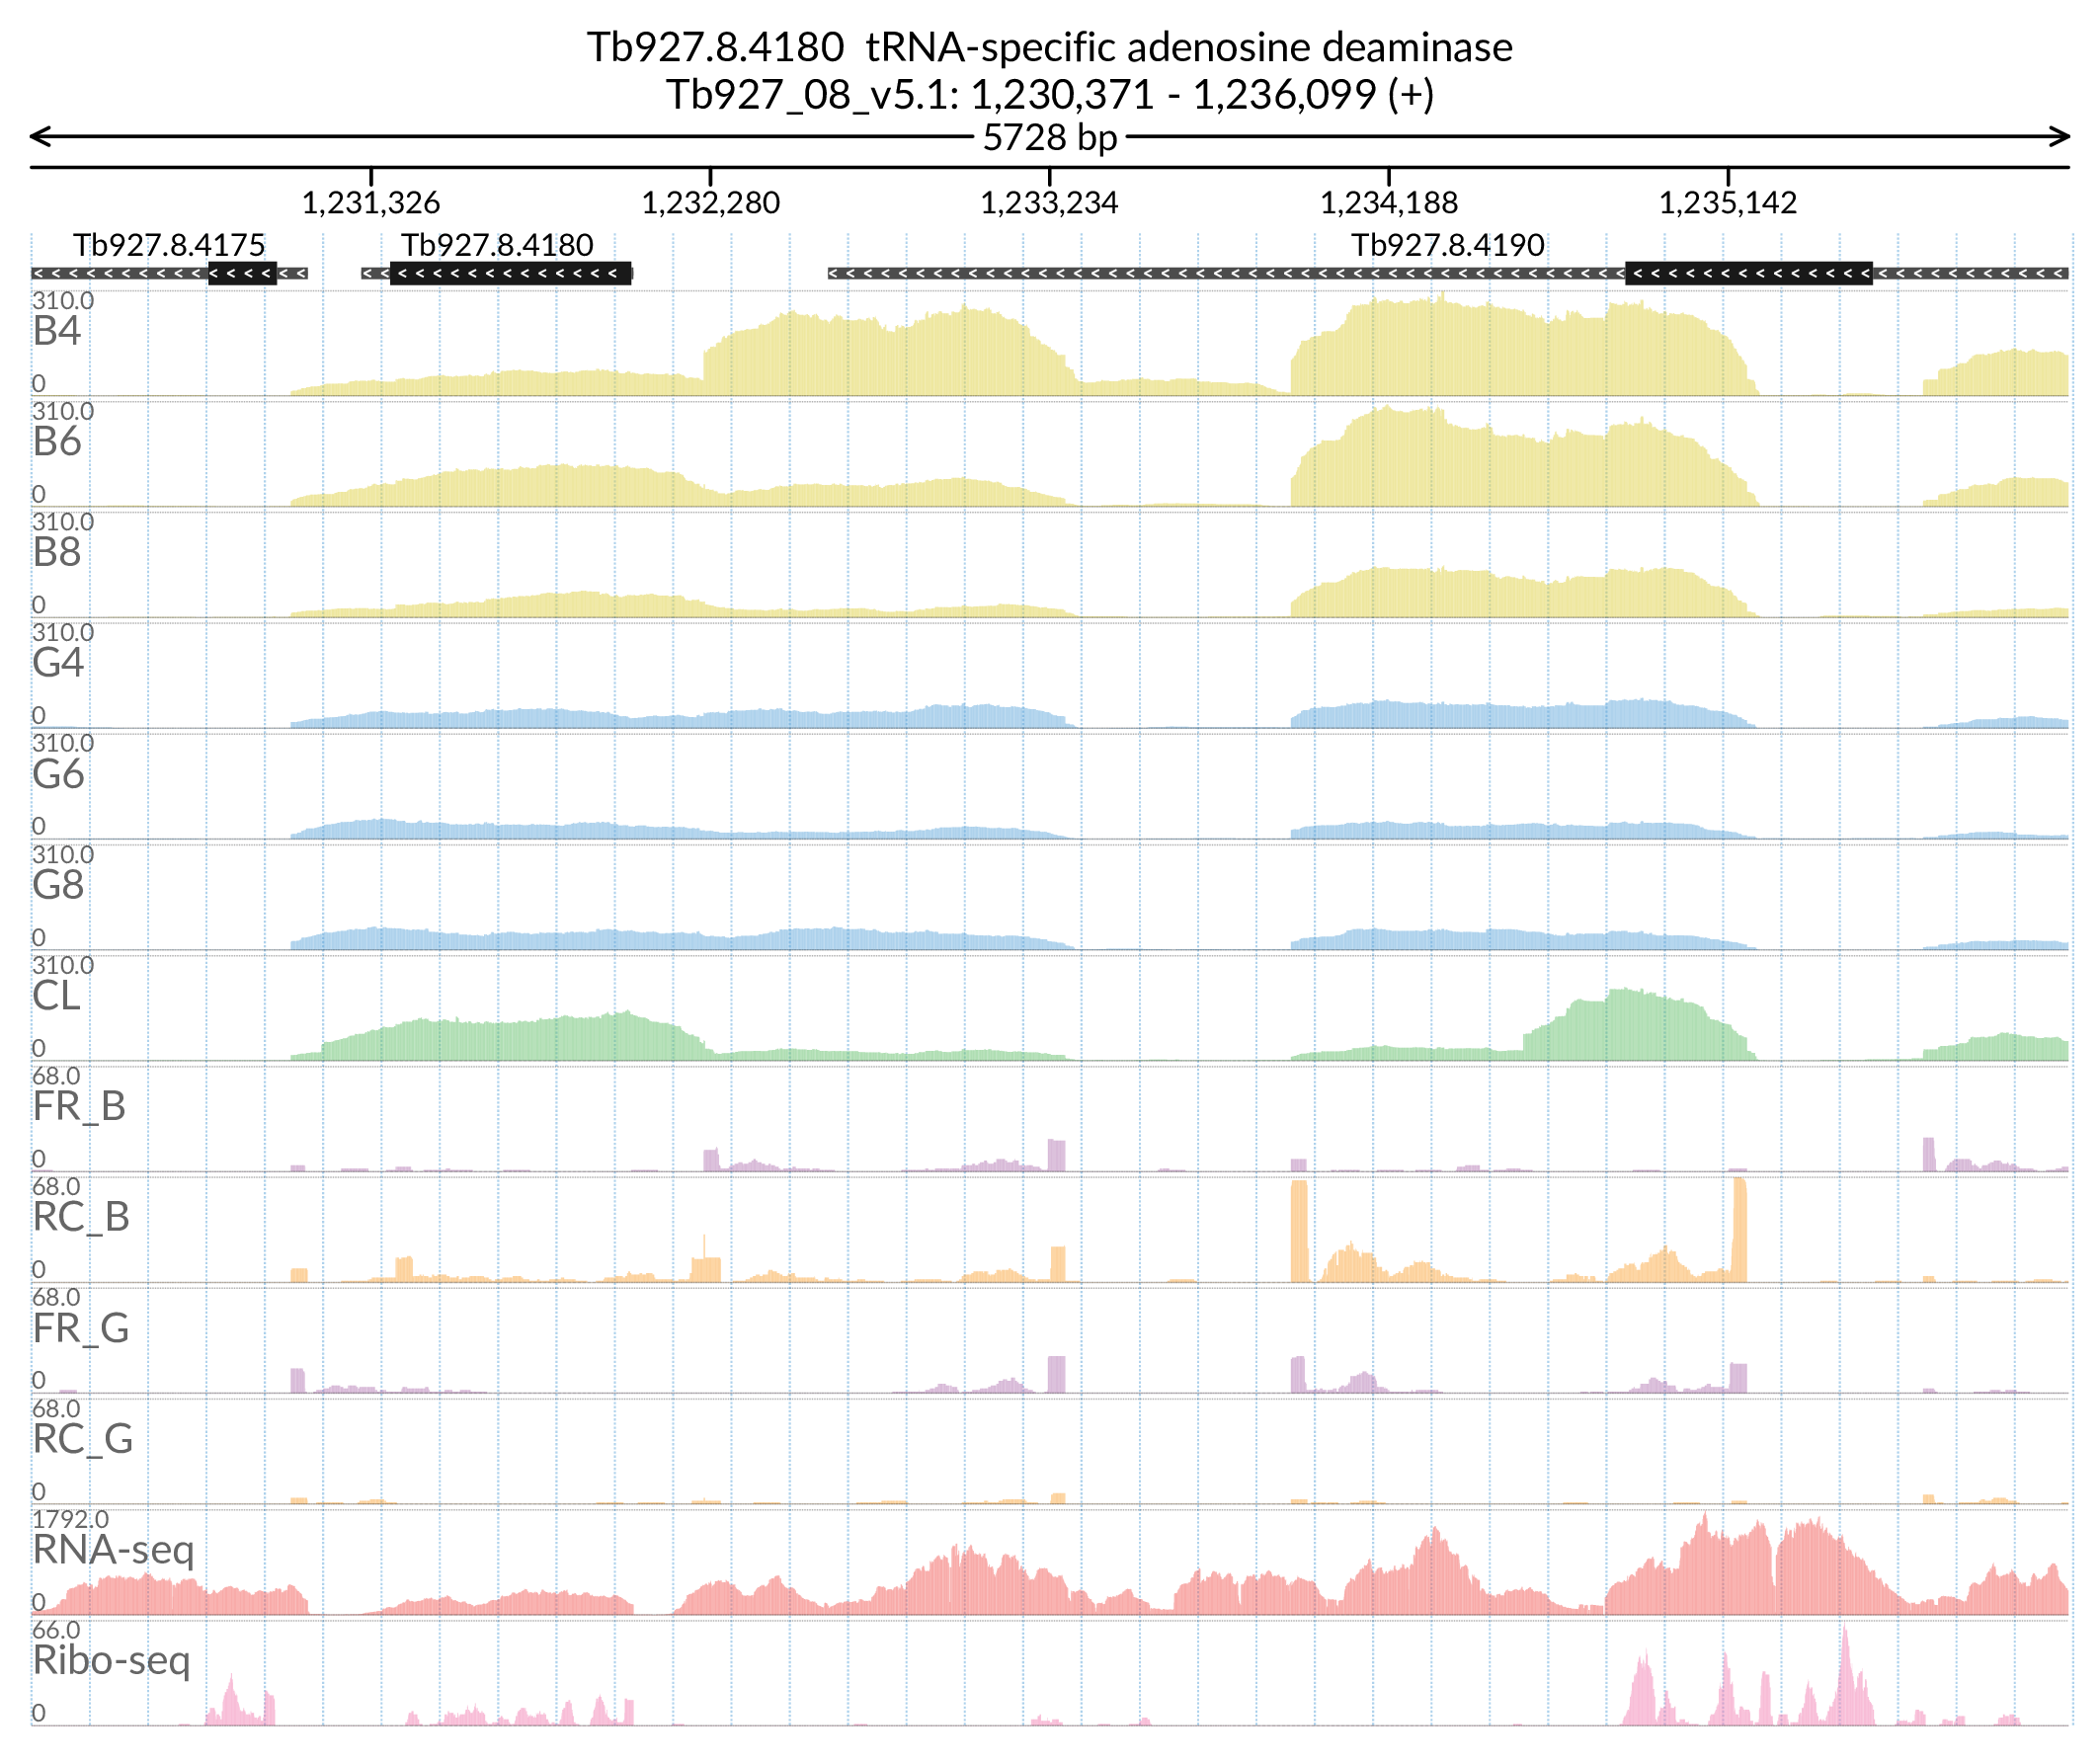 Tb927.8.4180  tRNA-specific adenosine deaminase
Tb927_08_v5.1: 1,230,371 - 1,236,099 (+)
5728 bp
1,231,326 1,232,280 1,233,234 1,234,188 1,235,142
Tb927.8.4175 Tb927.8.4180 Tb927.8.4190
310.0
B4
0
310.0
B6
0
310.0
B8
0
310.0
G4
0
310.0
G6
0
310.0
G8
0
310.0
CL
0
68.0
FR_B
0
68.0
RC_B
0
68.0
FR_G
0
68.0
RC_G
0
1792.0
RNA-seq
0
66.0
Ribo-seq
0